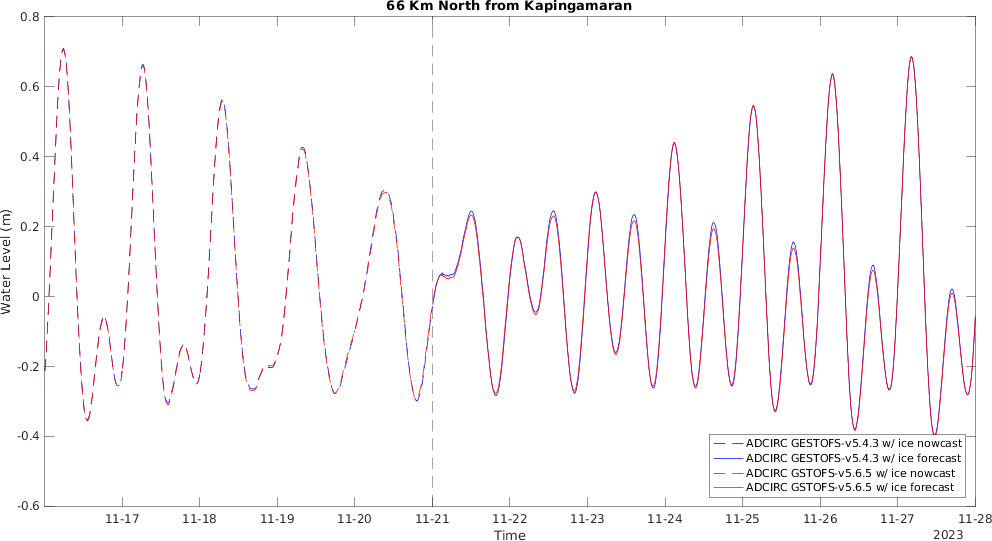 66 Km North from Kapingamaran
0.8
0.6
0.4
0.2
0
-0.2
-0.4
-0.6
Water Level (m)
ADCIRC GESTOFS-v5.4.3 w/ ice nowcast
ADCIRC GESTOFS-v5.4.3 w/ ice forecast
ADCIRC GSTOFS-v5.6.5 w/ ice nowcast
ADCIRC GSTOFS-v5.6.5 w/ ice forecast
11-17 11-18 11-19 11-20 11-21 11-22 11-23 11-24 11-25 11-26 11-27 11-28
Time
2023